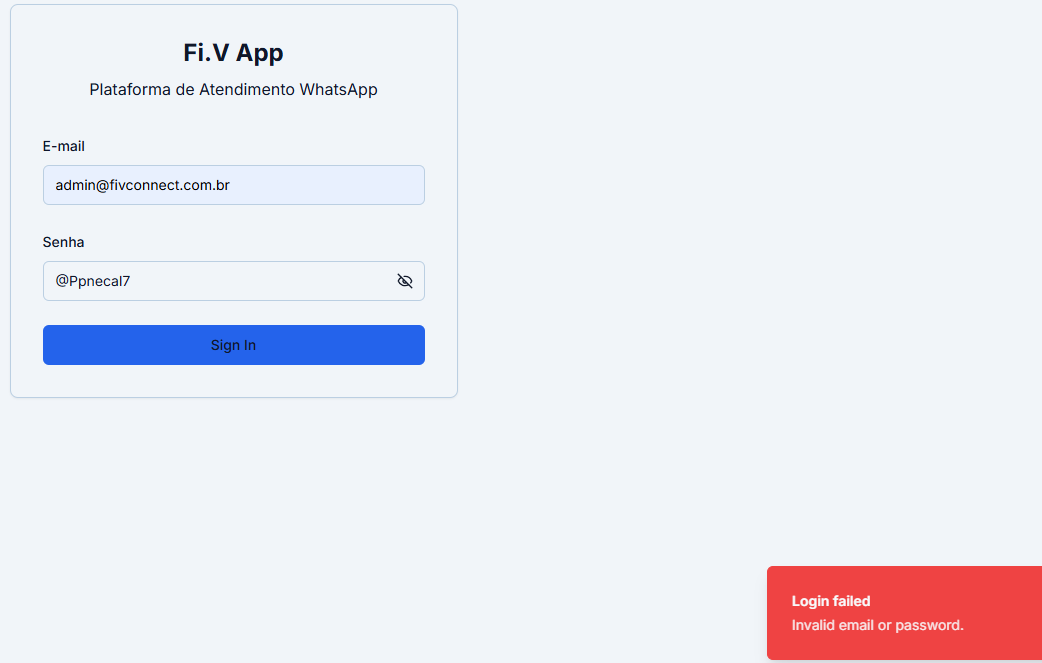 Fi.V App
Plataforma de Atendimento WhatsApp
E-mail
admin@fivconnect.com.br
Senha
@Ppnecal7
Sign In
Login failed
Invalid email or password.